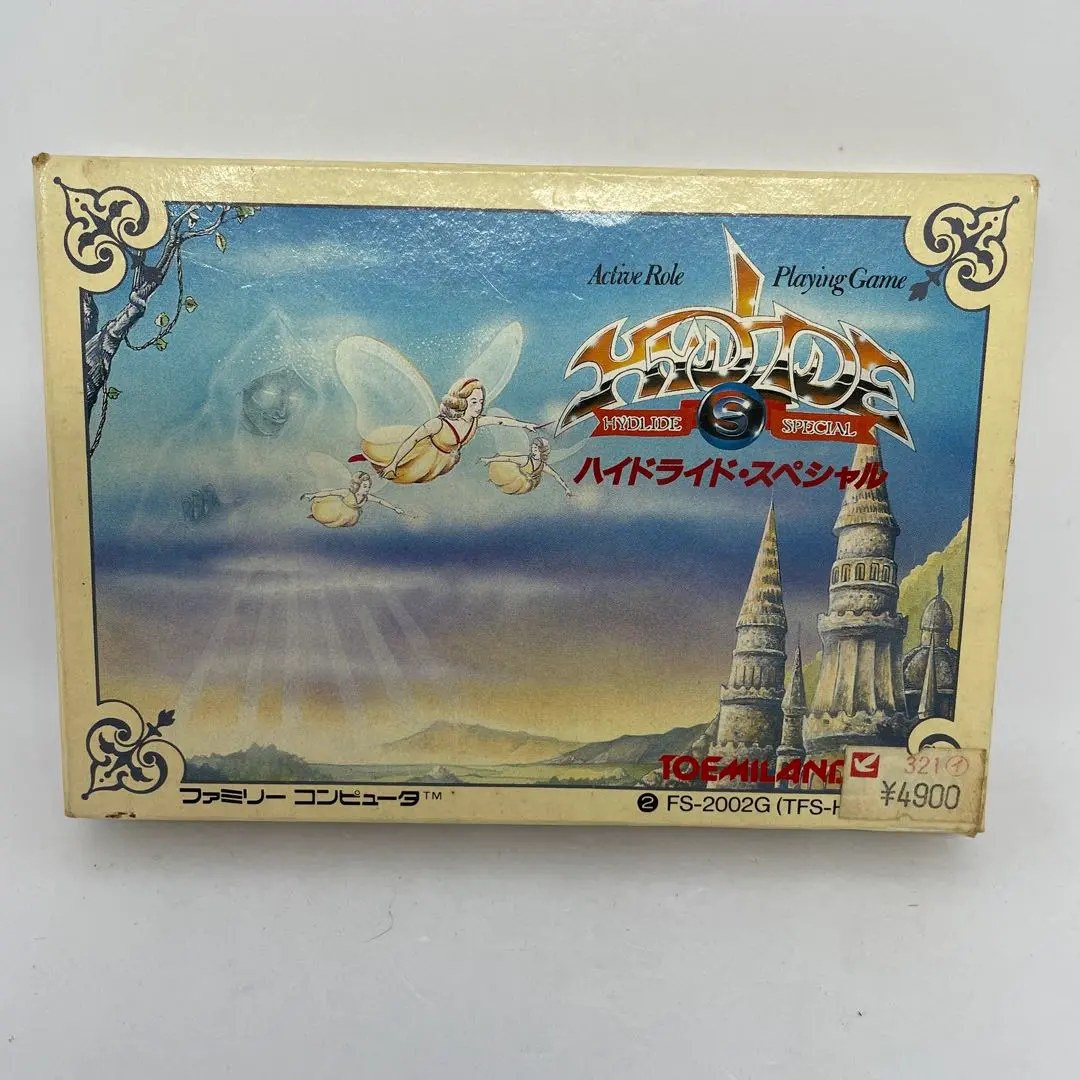 Active Role Playing Game
HYDLIDE
HYDLIDE S SPECIAL
ハイドライド・スペシャル
TOEMILAND
321 イ
¥4900
ファミリー コンピュータ™
2 FS-2002G (TFS-H